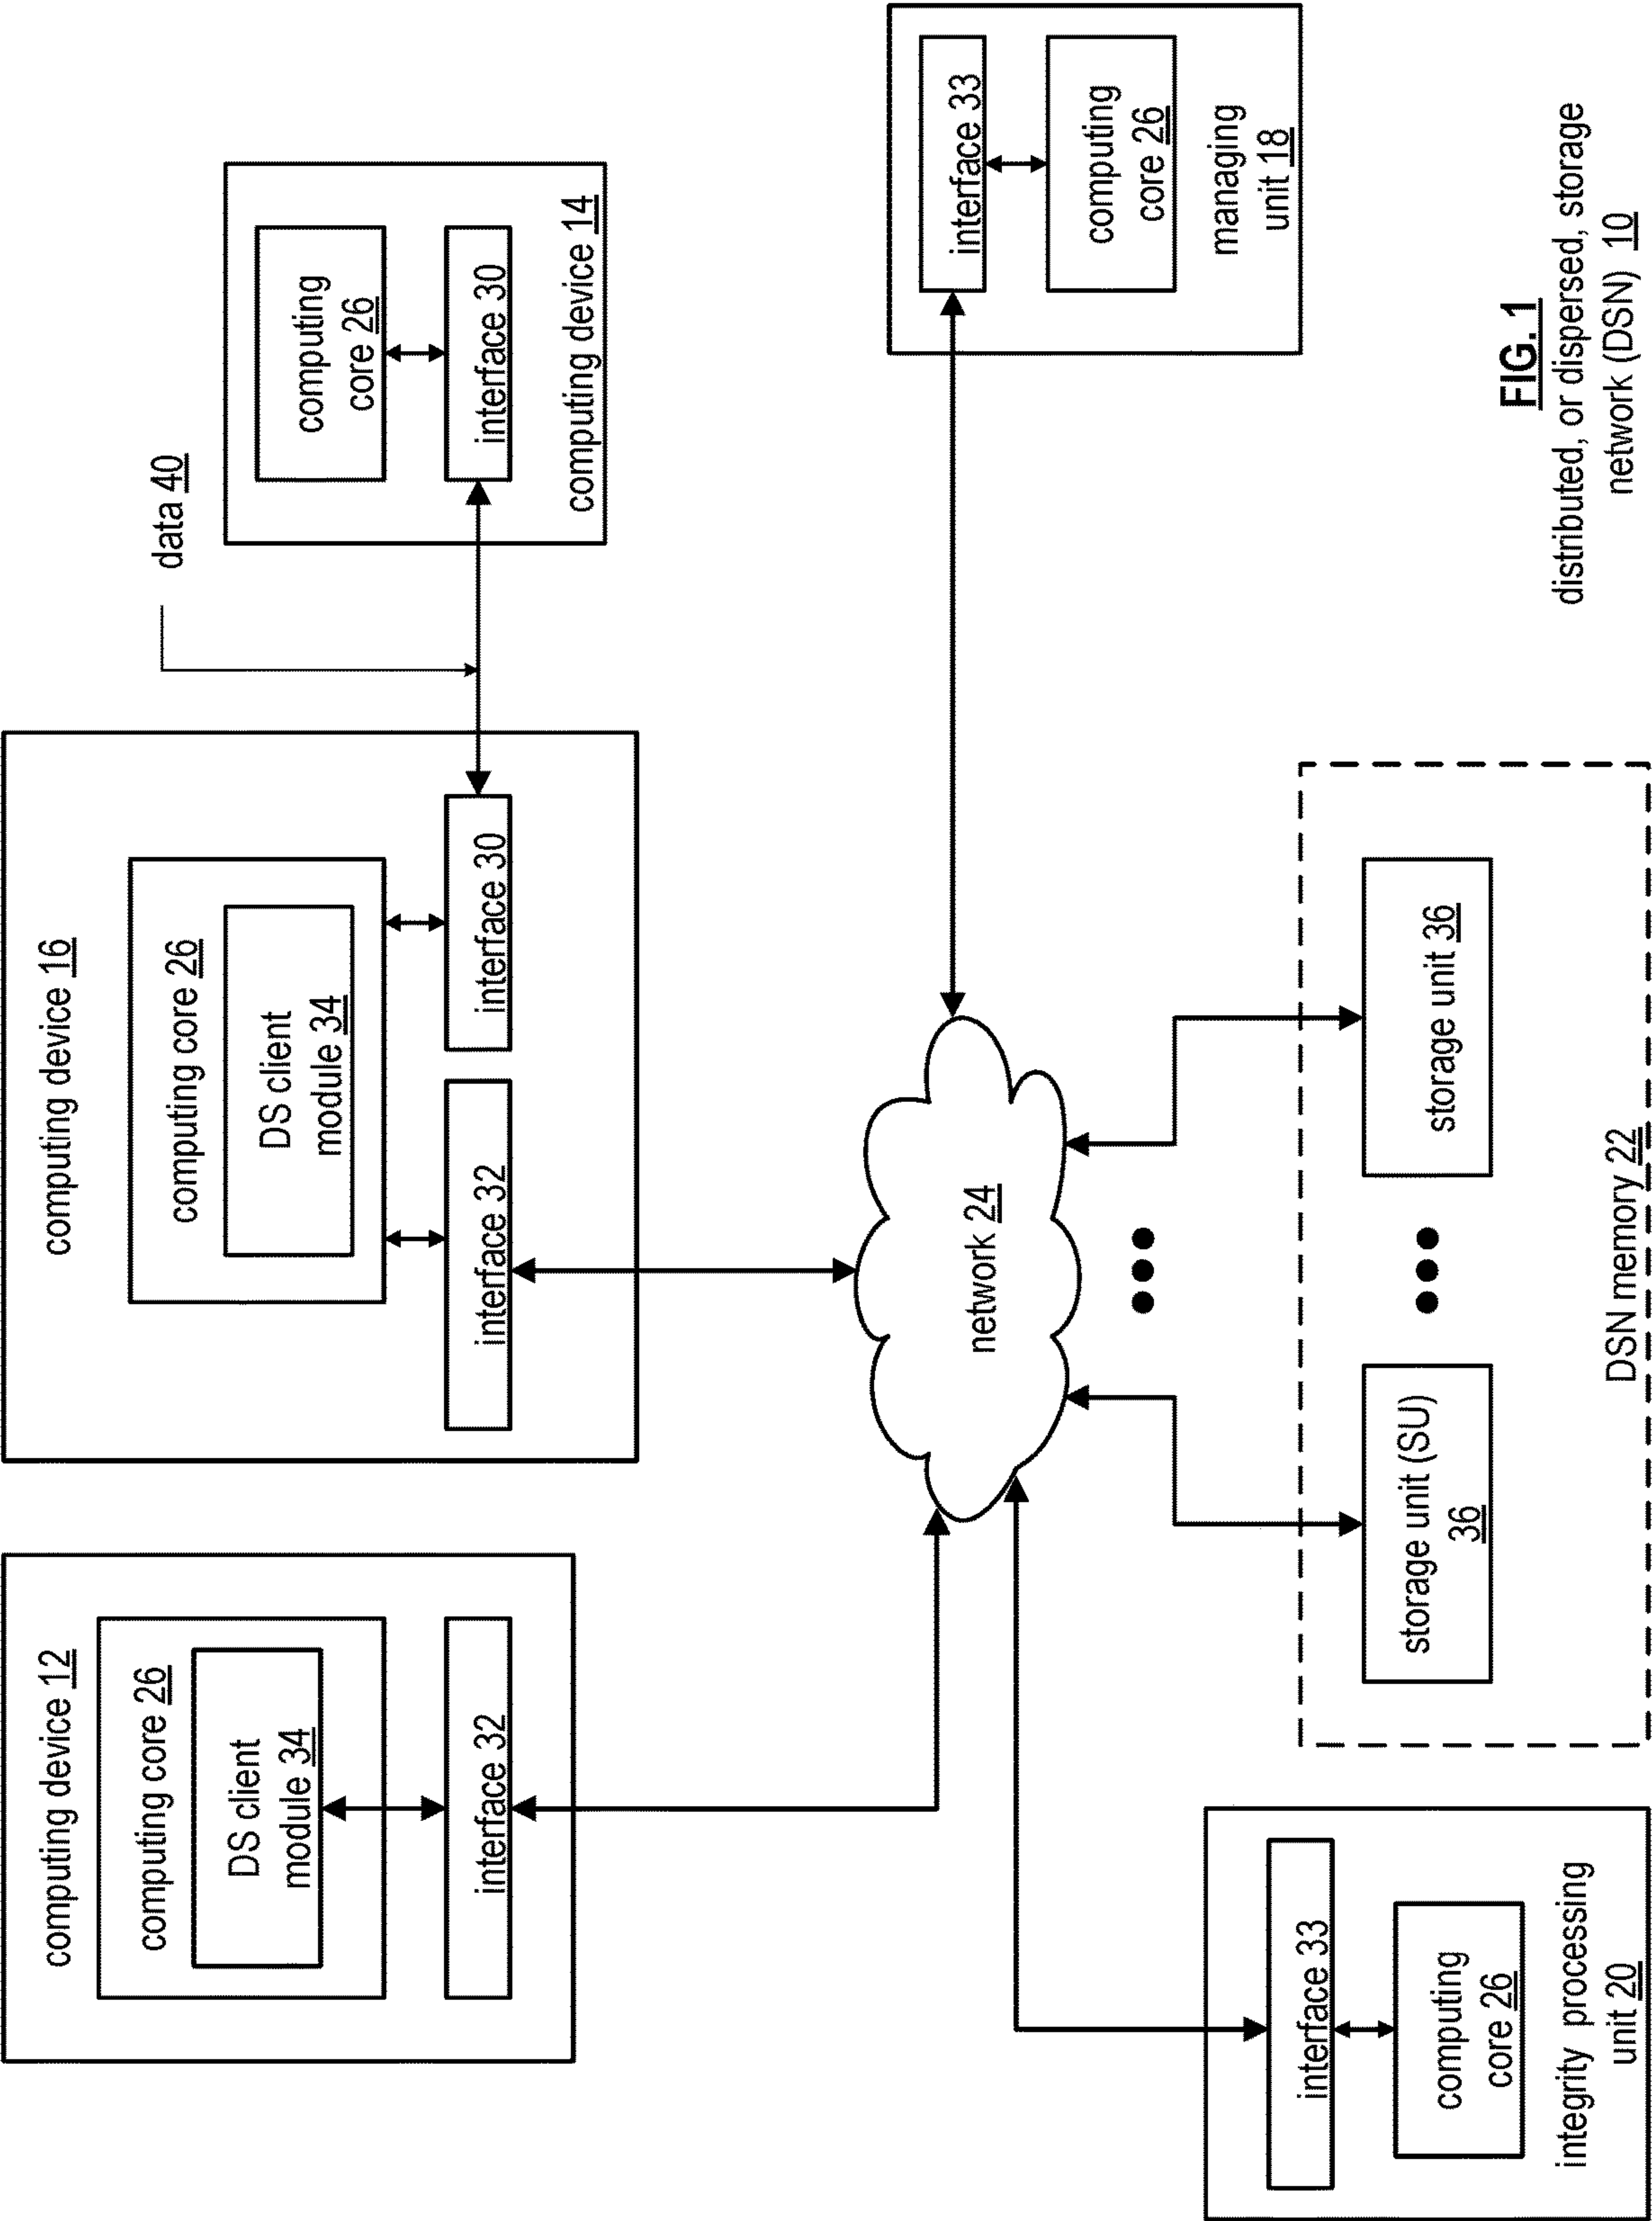 computing device 12
computing core 26
DS client
module 34
interface 32
computing device 16
computing core 26
DS client
module 34
interface 32
interface 30
data 40
computing
core 26
interface 30
computing device 14
network 24
interface 33
computing
core 26
managing
unit 18
interface 33
computing
core 26
integrity processing
unit 20
storage unit (SU)
36
storage unit 36
DSN memory 22
FIG. 1
distributed, or dispersed, storage
network (DSN) 10